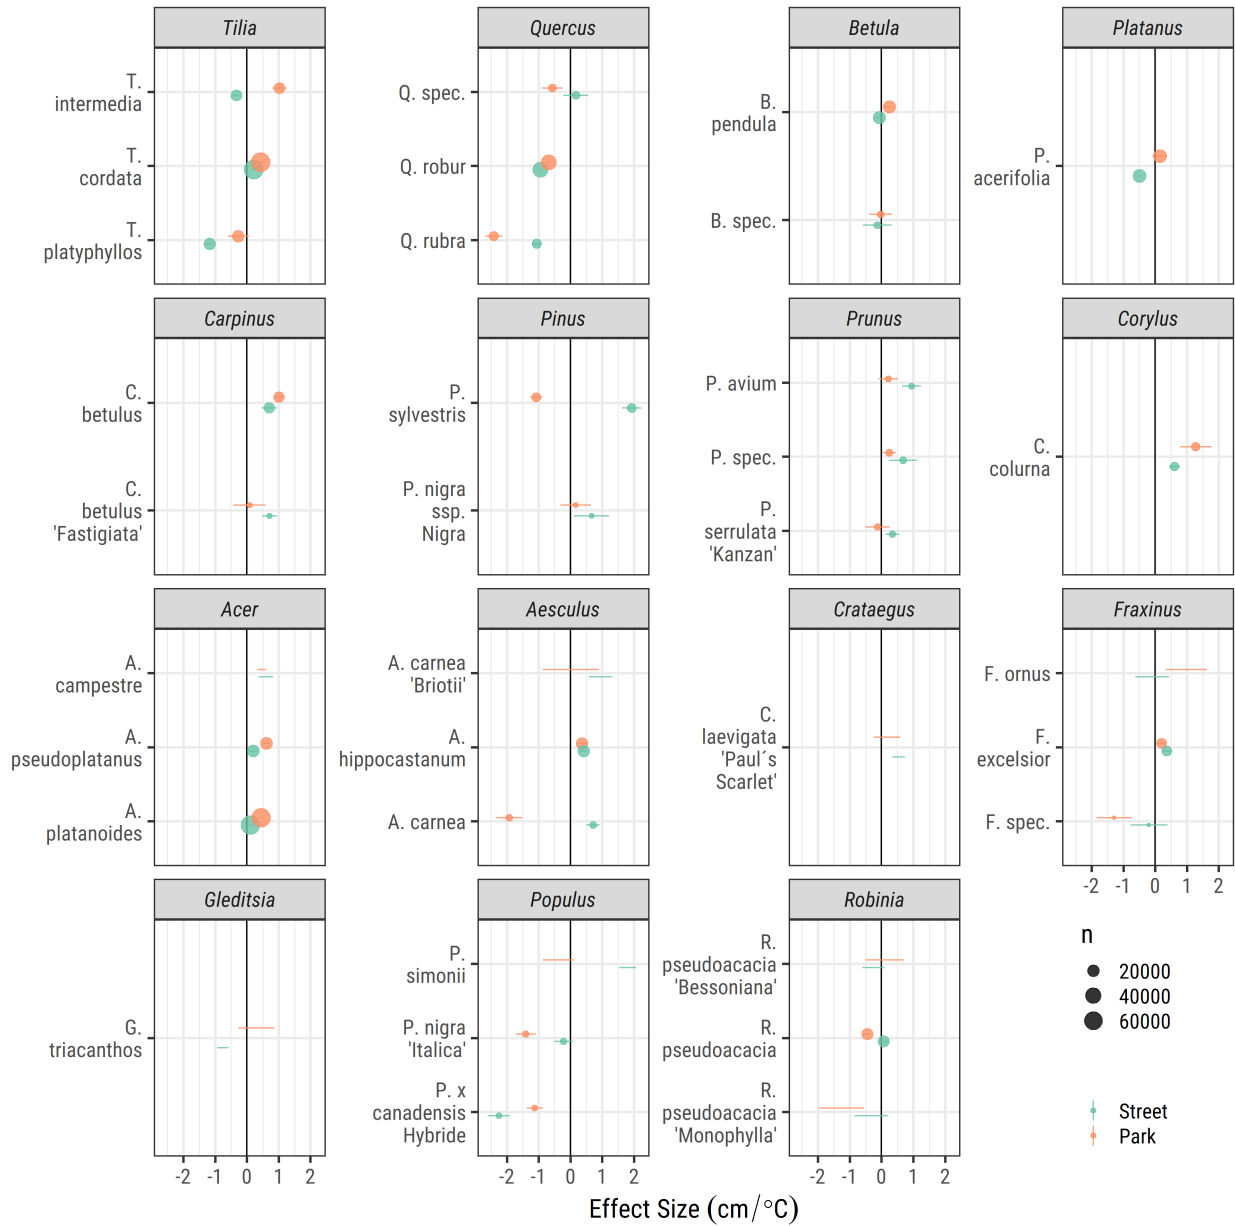 Tilia
Quercus
Betula
Platanus
T.
intermedia
T.
cordata
T.
platyphyllos
Q. spec.
Q. robur
Q. rubra
B.
pendula
B. spec.
P.
acerifolia
Carpinus
Pinus
Prunus
Corylus
C.
betulus
C.
betulus
'Fastigiata'
P.
sylvestris
P. nigra
ssp.
Nigra
P. avium
P. spec.
P.
serrulata
'Kanzan'
C.
colurna
Acer
Aesculus
Crataegus
Fraxinus
A.
campestre
A.
pseudoplatanus
A.
platanoides
A. carnea
'Briotii'
A.
hippocastanum
A. carnea
C.
laevigata
'Paul´s
Scarlet'
F. ornus
F.
excelsior
F. spec.
-2 -1 0 1 2
Gleditsia
Populus
Robinia
G.
triacanthos
P.
simonii
P. nigra
'Italica'
P. x
canadensis
Hybride
R.
pseudoacacia
'Bessoniana'
R.
pseudoacacia
R.
pseudoacacia
'Monophylla'
-2 -1 0 1 2
-2 -1 0 1 2
-2 -1 0 1 2
Effect Size (cm/°C)
n
20000
40000
60000
Street
Park